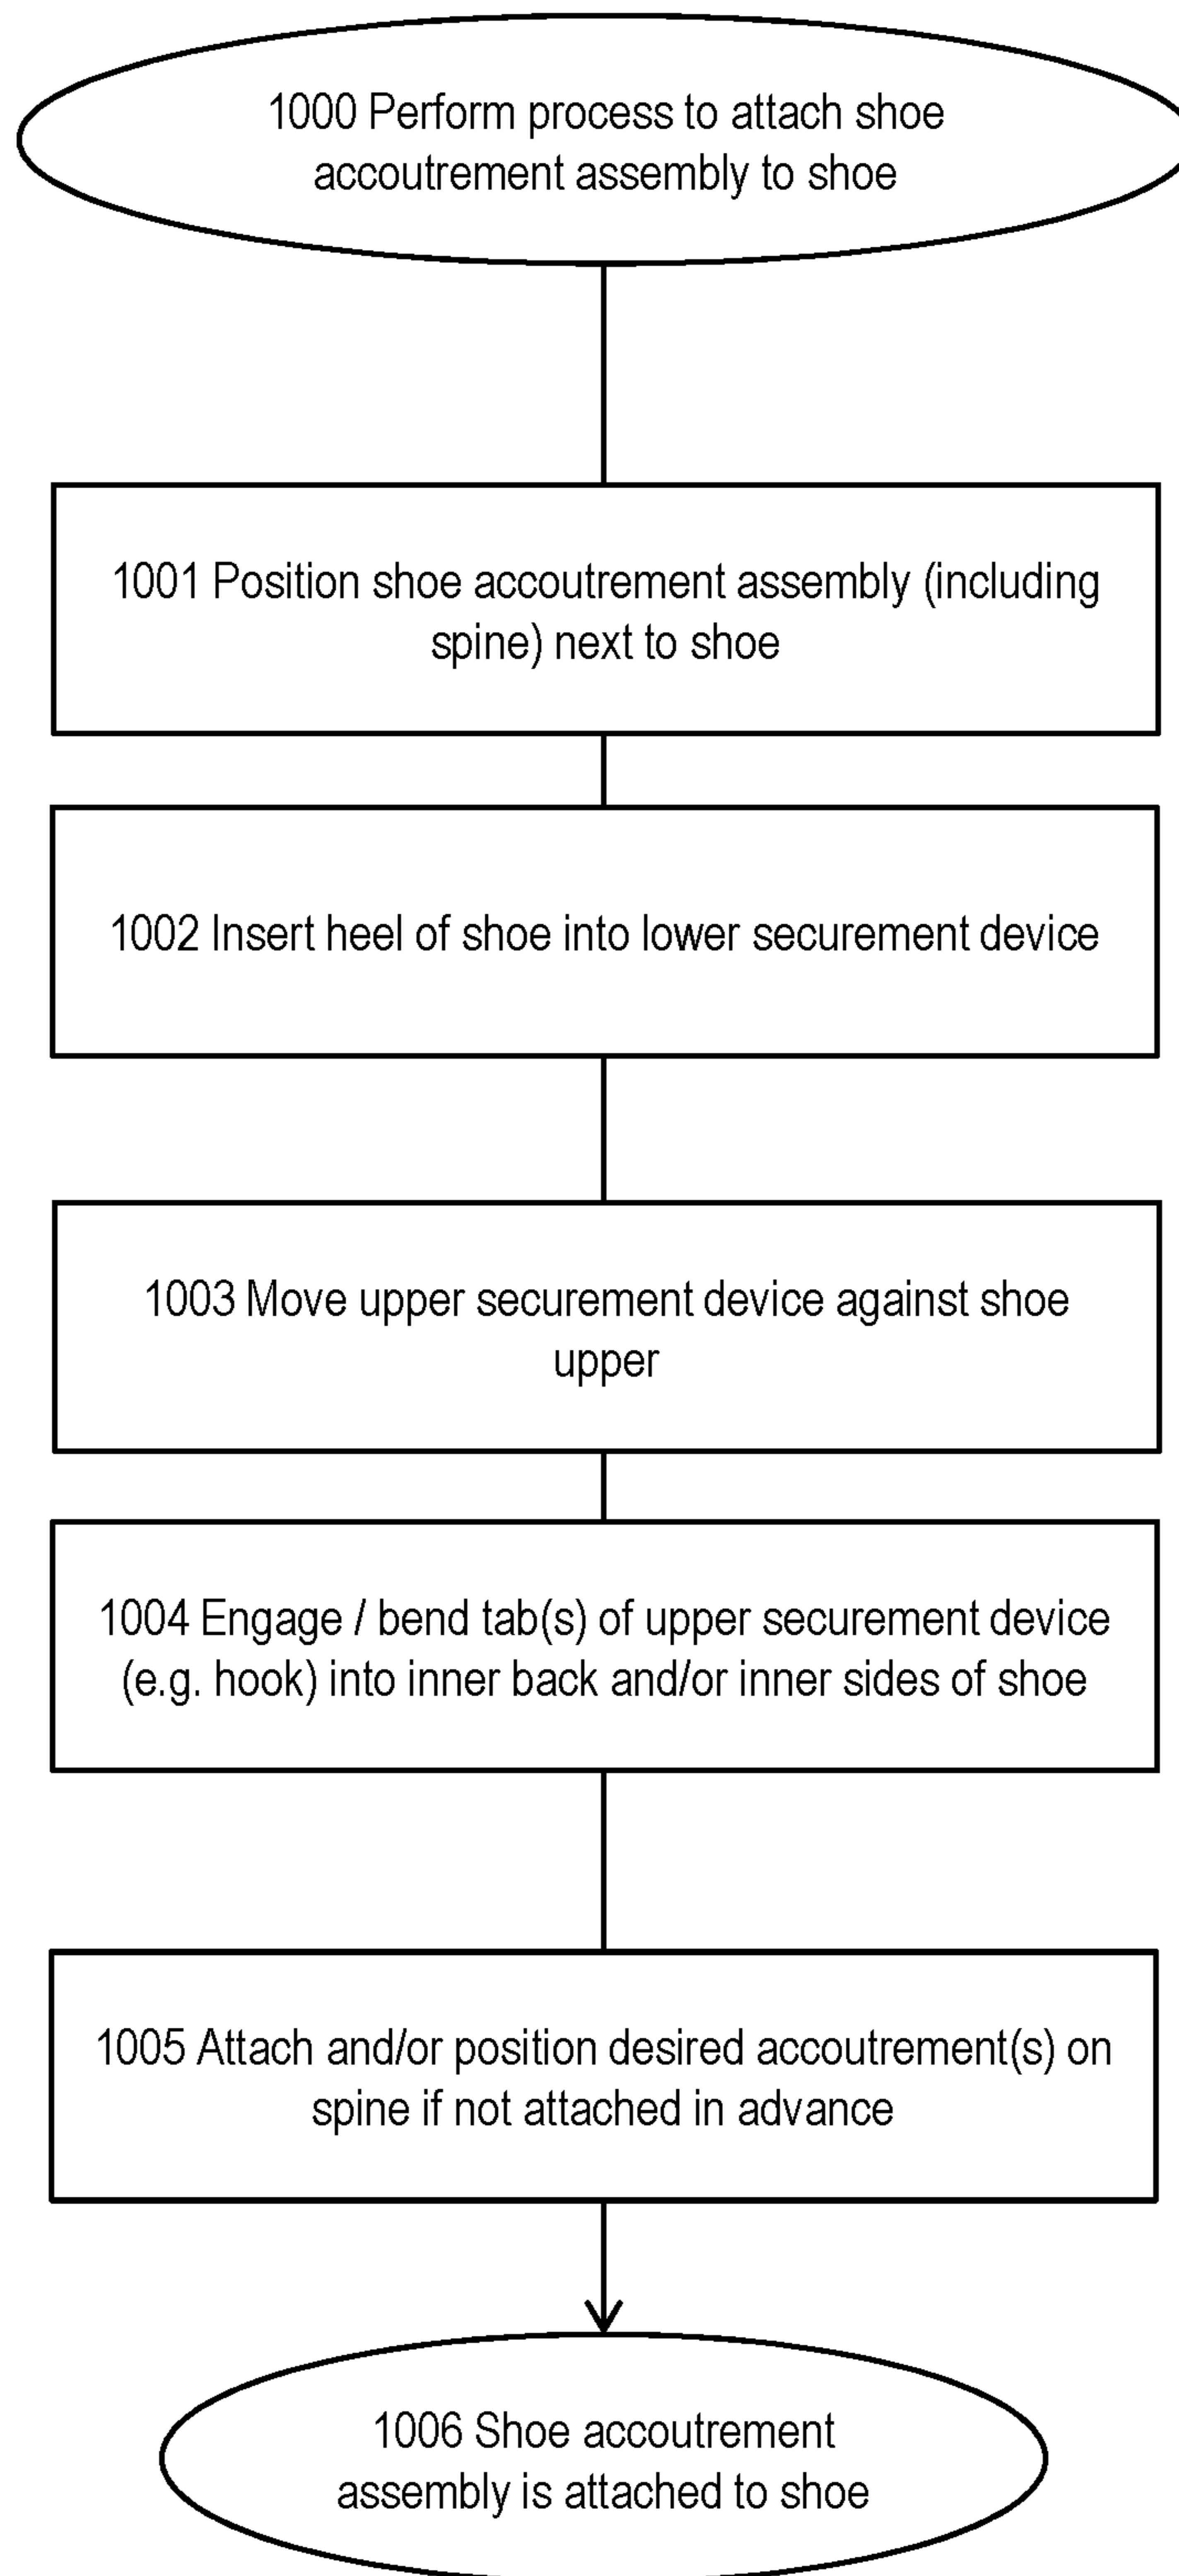 1000 Perform process to attach shoe
accoutrement assembly to shoe
1001 Position shoe accoutrement assembly (including
spine) next to shoe
1002 Insert heel of shoe into lower securement device
1003 Move upper securement device against shoe
upper
1004 Engage / bend tab(s) of upper securement device
(e.g. hook) into inner back and/or inner sides of shoe
1005 Attach and/or position desired accoutrement(s) on
spine if not attached in advance
1006 Shoe accoutrement
assembly is attached to shoe